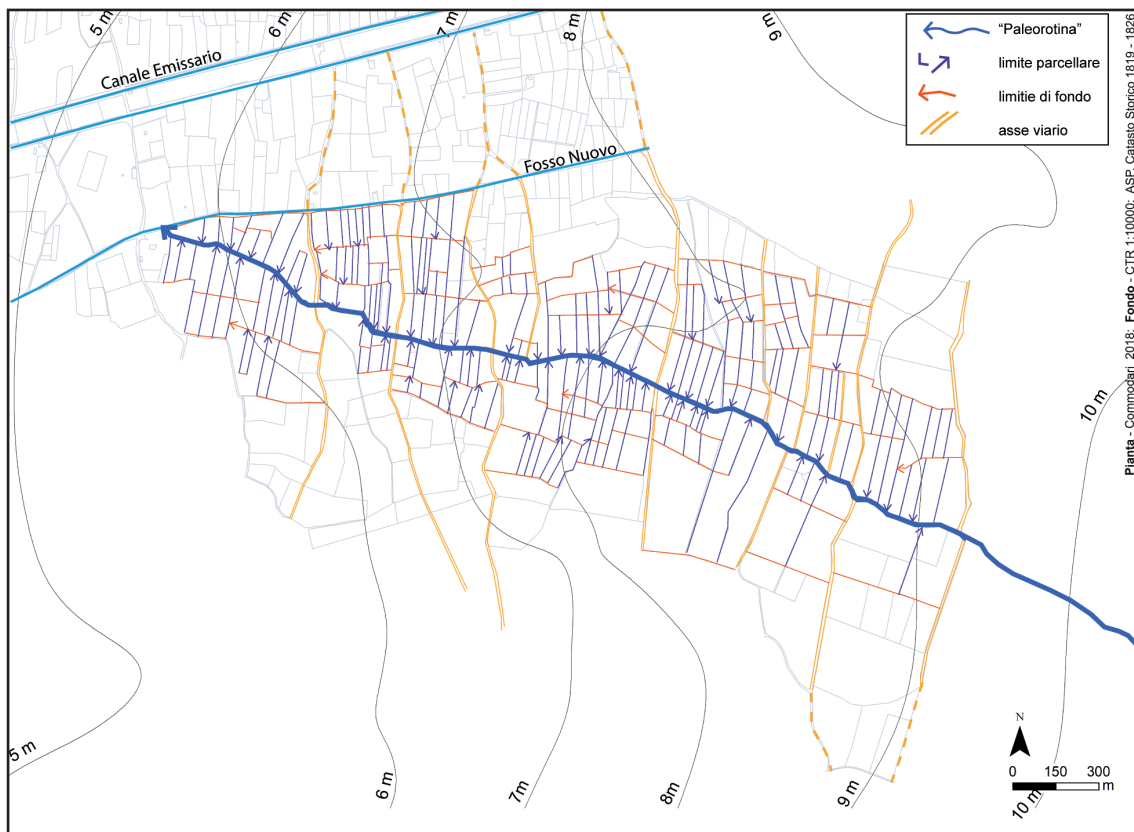 5 m
6 m
7 m
8 m
9 m
Canale Emissario
Fosso Nuovo
"Paleorotina"
limite parcellare
limitie di fondo
asse viario
10 m
5 m
6 m
7m
8m
9 m
10 m
N
0 150 300
m
Pianta - Commodari 2018; Fondo - CTR 1:10000; ASP, Catasto Storico 1819 - 1826